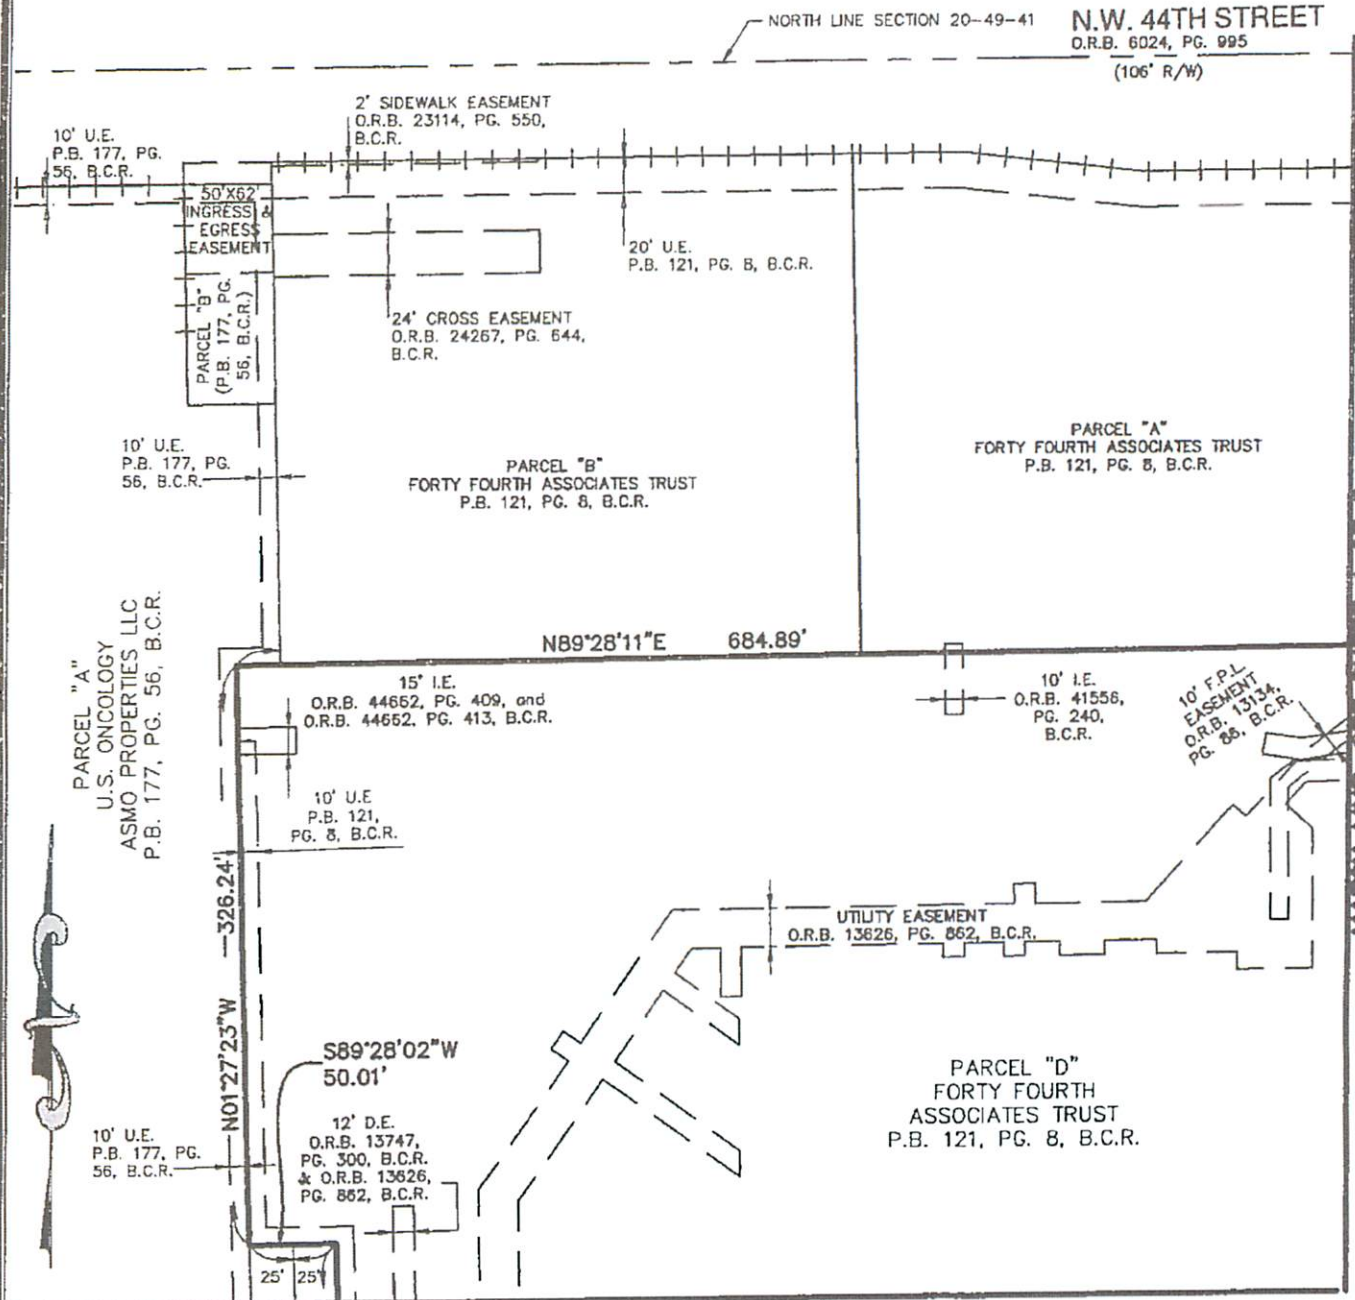 NORTH LINE SECTION 20-49-41
N.W. 44TH STREET
O.R.B. 6024, PG. 995
(106' R/W)
2' SIDEWALK EASEMENT
O.R.B. 23114, PG. 550,
B.C.R.
10' U.E.
P.B. 177, PG.
56, B.C.R.
50'X62'
INGRESS &
EGRESS
EASEMENT
20' U.E.
P.B. 121, PG. 8, B.C.R.
PARCEL "B"
(P.B. 177, PG.
56, B.C.R.)
24' CROSS EASEMENT
O.R.B. 24267, PG. 644,
B.C.R.
10' U.E.
P.B. 177, PG.
56, B.C.R.
PARCEL "B"
FORTY FOURTH ASSOCIATES TRUST
P.B. 121, PG. 8, B.C.R.
PARCEL "A"
FORTY FOURTH ASSOCIATES TRUST
P.B. 121, PG. 8, B.C.R.
PARCEL "A"
U.S. ONCOLOGY
ASMO PROPERTIES LLC
P.B. 177, PG. 56, B.C.R.
N89°28'11"E 684.89'
15' I.E.
O.R.B. 44652, PG. 409, and
O.R.B. 44652, PG. 413, B.C.R.
10' I.E.
O.R.B. 41556,
PG. 240,
B.C.R.
10' F.P.L.
EASEMENT
O.R.B. 13134,
PG. 88, B.C.R.
10' U.E
P.B. 121,
PG. 8, B.C.R.
N01°27'23"W 326.24'
UTILITY EASEMENT
O.R.B. 13626, PG. 862, B.C.R.
S89°28'02"W
50.01'
PARCEL "D"
FORTY FOURTH
ASSOCIATES TRUST
P.B. 121, PG. 8, B.C.R.
10' U.E.
P.B. 177, PG.
56, B.C.R.
12' D.E.
O.R.B. 13747,
PG. 300, B.C.R.
& O.R.B. 13626,
PG. 862, B.C.R.
25' 25'